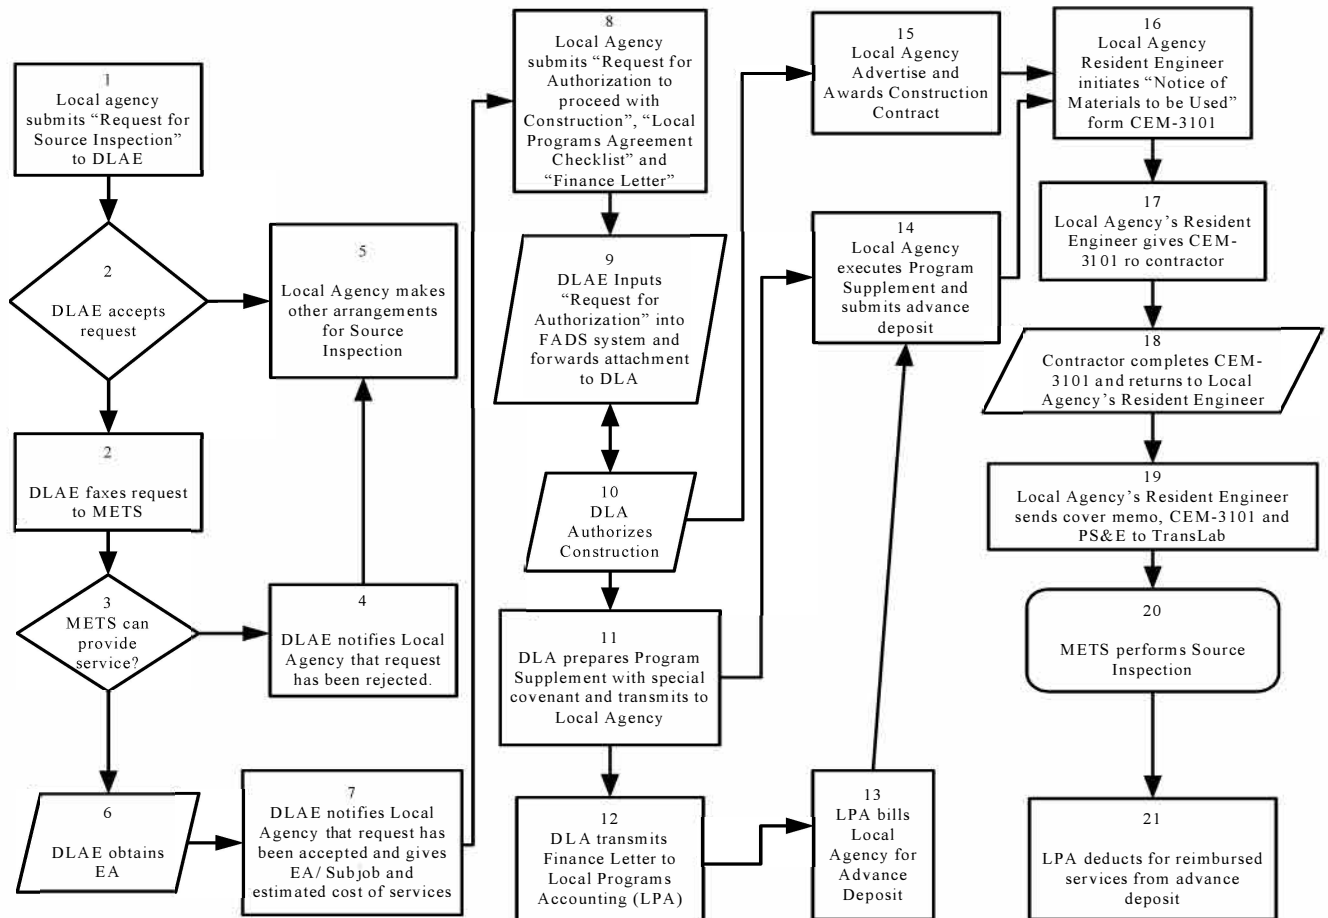 1
Local agency
submits “Request for
Source Inspection”
to DLAE
2
DLAE accepts
request
2
DLAE faxes request
to METS
3
METS can
provide
service?
4
DLAE notifies Local
Agency that request
has been rejected.
5
Local Agency makes
other arrangements
for Source
Inspection
6
DLAE obtains
EA
7
DLAE notifies Local
Agency that request has
been accepted and gives
EA/ Subjob and
estimated cost of services
8
Local Agency
submits “Request for
Authorization to
proceed with
Construction”, “Local
Programs Agreement
Checklist” and
“Finance Letter”
9
DLAE Inputs
“Request for
Authorization” into
FADS system and
forwards attachment
to DLA
10
DLA
Authorizes
Construction
11
DLA prepares Program
Supplement with special
covenant and transmits to
Local Agency
12
DLA transmits
Finance Letter to
Local Programs
Accounting (LPA)
13
LPA bills
Local
Agency for
Advance
Deposit
14
Local Agency
executes Program
Supplement and
submits advance
deposit
15
Local Agency
Advertise and
Awards Construction
Contract
16
Local Agency
Resident Engineer
initiates “Notice of
Materials to be Used”
form CEM-3101
17
Local Agency’s Resident
Engineer gives CEM-
3101 ro contractor
18
Contractor completes CEM-
3101 and returns to Local
Agency’s Resident Engineer
19
Local Agency’s Resident Engineer
sends cover memo, CEM-3101 and
PS&E to TransLab
20
METS performs Source
Inspection
21
LPA deducts for reimbursed
services from advance
deposit